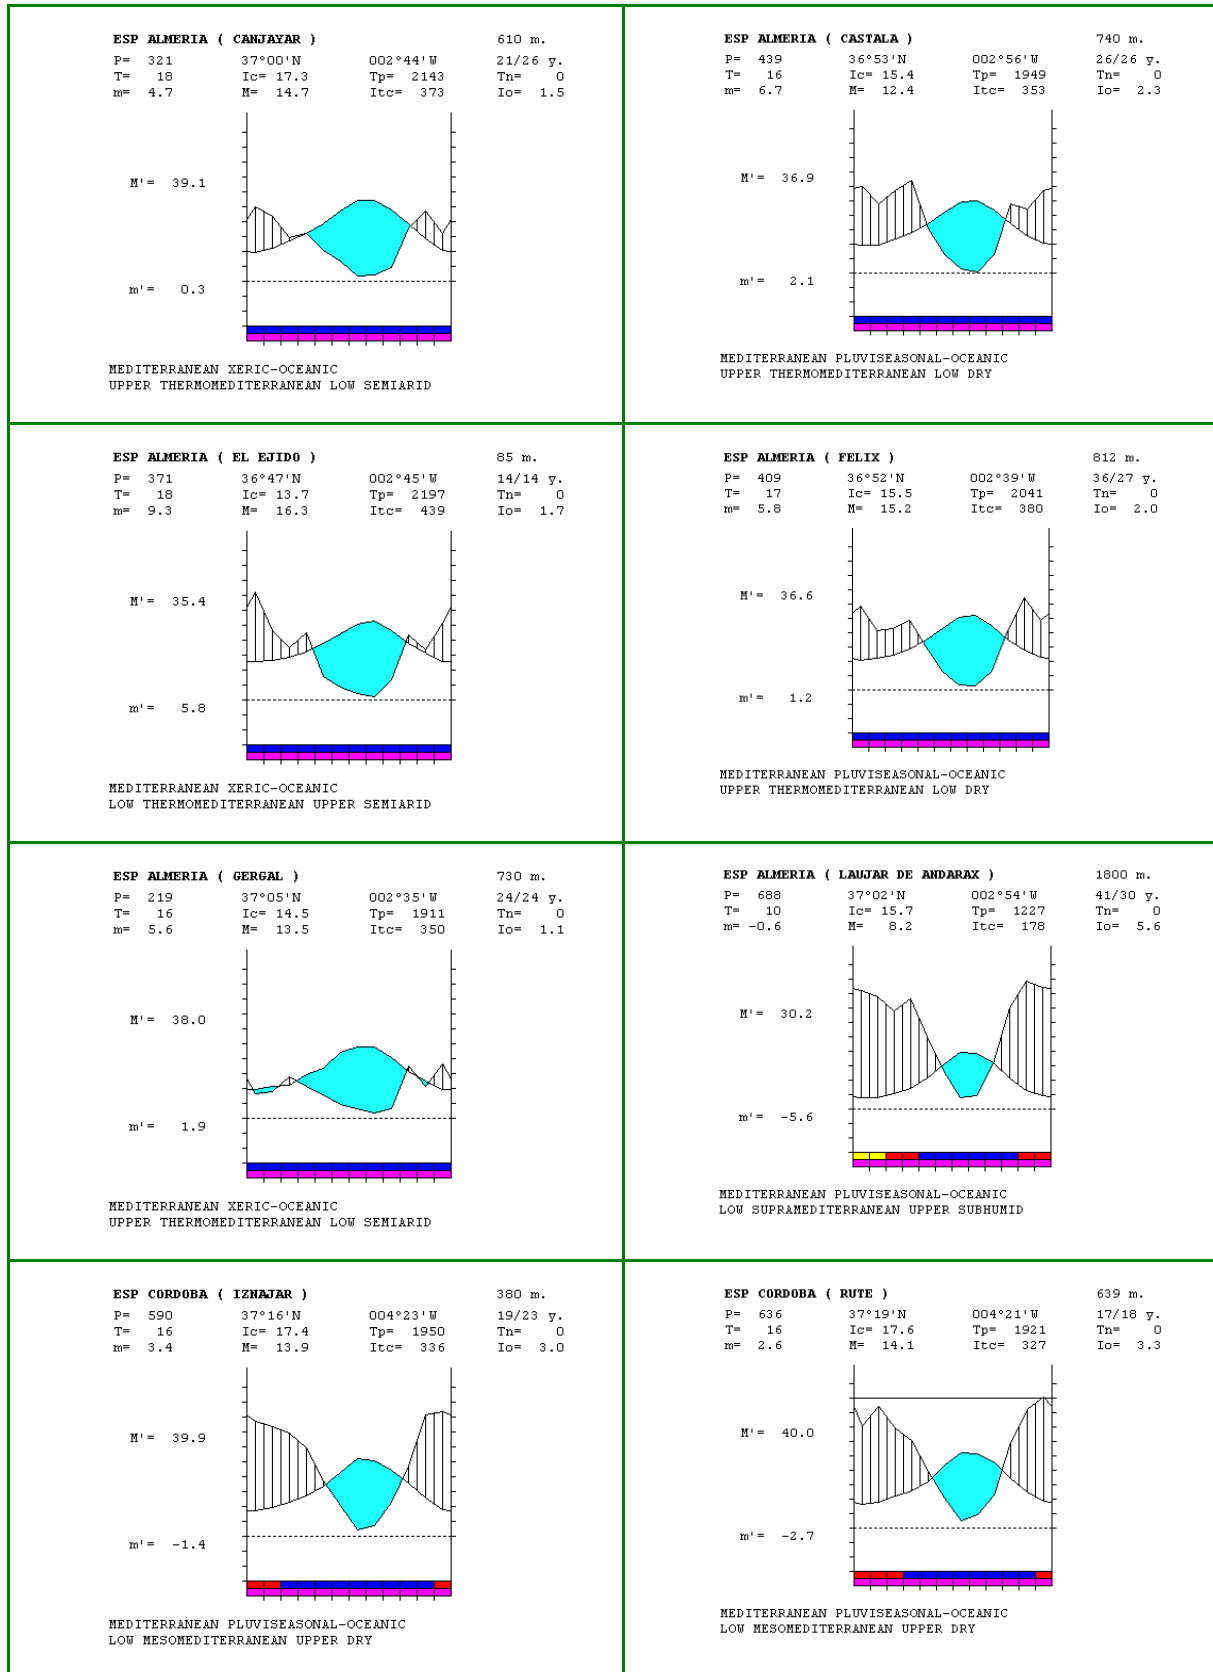 ESP ALMERIA ( CANJAYAR ) 610 m.
P= 321 37°00'N 002°44'W 21/26 y.
T= 18 Ic= 17.3 Tp= 2143 Tn= 0
m= 4.7 M= 14.7 Itc= 373 Io= 1.5
M'= 39.1
m'= 0.3
MEDITERRANEAN XERIC-OCEANIC
UPPER THERMOMEDITERRANEAN LOW SEMIARID
ESP ALMERIA ( CASTALA ) 740 m.
P= 439 36°53'N 002°56'W 26/26 y.
T= 16 Ic= 15.4 Tp= 1949 Tn= 0
m= 6.7 M= 12.4 Itc= 353 Io= 2.3
M'= 36.9
m'= 2.1
MEDITERRANEAN PLUVISEASONAL-OCEANIC
UPPER THERMOMEDITERRANEAN LOW DRY
ESP ALMERIA ( EL EJIDO ) 85 m.
P= 371 36°47'N 002°45'W 14/14 y.
T= 18 Ic= 13.7 Tp= 2197 Tn= 0
m= 9.3 M= 16.3 Itc= 439 Io= 1.7
M'= 35.4
m'= 5.8
MEDITERRANEAN XERIC-OCEANIC
LOW THERMOMEDITERRANEAN UPPER SEMIARID
ESP ALMERIA ( FELIX ) 812 m.
P= 409 36°52'N 002°39'W 36/27 y.
T= 17 Ic= 15.5 Tp= 2041 Tn= 0
m= 5.8 M= 15.2 Itc= 380 Io= 2.0
M'= 36.6
m'= 1.2
MEDITERRANEAN PLUVISEASONAL-OCEANIC
UPPER THERMOMEDITERRANEAN LOW DRY
ESP ALMERIA ( GERGAL ) 730 m.
P= 219 37°05'N 002°35'W 24/24 y.
T= 16 Ic= 14.5 Tp= 1911 Tn= 0
m= 5.6 M= 13.5 Itc= 350 Io= 1.1
M'= 38.0
m'= 1.9
MEDITERRANEAN XERIC-OCEANIC
UPPER THERMOMEDITERRANEAN LOW SEMIARID
ESP ALMERIA ( LAUJAR DE ANDARAX ) 1800 m.
P= 688 37°02'N 002°54'W 41/30 y.
T= 10 Ic= 15.7 Tp= 1227 Tn= 0
m= -0.6 M= 8.2 Itc= 178 Io= 5.6
M'= 30.2
m'= -5.6
MEDITERRANEAN PLUVISEASONAL-OCEANIC
LOW SUPRAMEDITERRANEAN UPPER SUBHUMID
ESP CORDOBA ( IZNAJAR ) 380 m.
P= 590 37°16'N 004°23'W 19/23 y.
T= 16 Ic= 17.4 Tp= 1950 Tn= 0
m= 3.4 M= 13.9 Itc= 336 Io= 3.0
M'= 39.9
m'= -1.4
MEDITERRANEAN PLUVISEASONAL-OCEANIC
LOW MESOMEDITERRANEAN UPPER DRY
ESP CORDOBA ( RUTE ) 639 m.
P= 636 37°19'N 004°21'W 17/18 y.
T= 16 Ic= 17.6 Tp= 1921 Tn= 0
m= 2.6 M= 14.1 Itc= 327 Io= 3.3
M'= 40.0
m'= -2.7
MEDITERRANEAN PLUVISEASONAL-OCEANIC
LOW MESOMEDITERRANEAN UPPER DRY